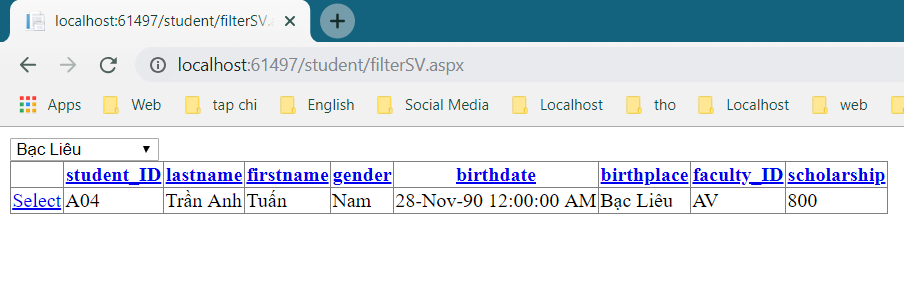 localhost:61497/student/filterSV.a
localhost:61497/student/filterSV.aspx
Apps Web tap chi English Social Media Localhost tho Localhost web
Bạc Liêu
student_ID lastname firstname gender birthdate birthplace faculty_ID scholarship
Select A04 Trần Anh Tuấn Nam 28-Nov-90 12:00:00 AM Bạc Liêu AV 800